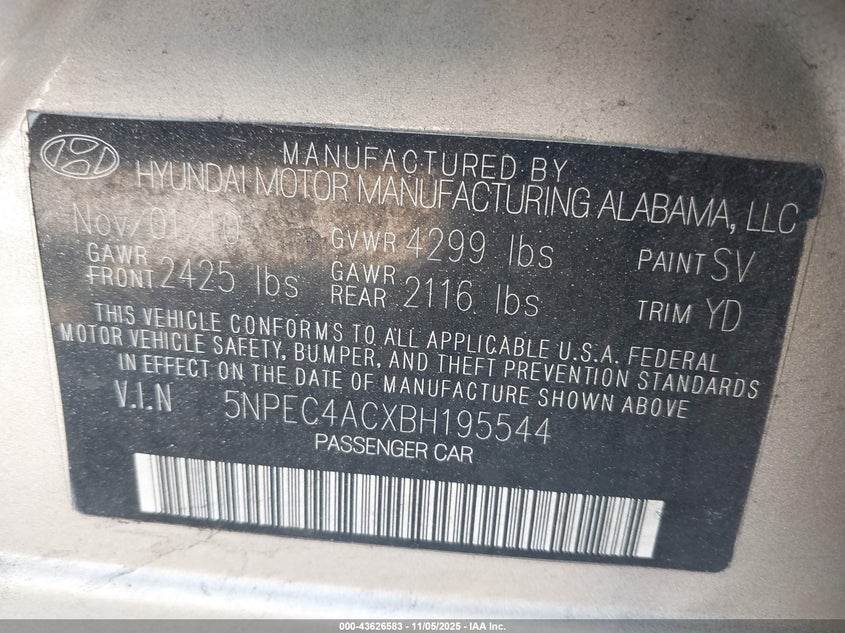 MANUFACTURED BY
HYUNDAI MOTOR MANUFACTURING ALABAMA, LLC
Nov/01/10 GVWR 4299 lbs PAINT SV
GAWR FRONT 2425 lbs GAWR REAR 2116 lbs TRIM YD
THIS VEHICLE CONFORMS TO ALL APPLICABLE U.S.A. FEDERAL
MOTOR VEHICLE SAFETY, BUMPER, AND THEFT PREVENTION STANDARDS
IN EFFECT ON THE DATE OF MANUFACTURE SHOWN ABOVE
V.I.N 5NPEC4ACXBH195544
PASSENGER CAR
000-43626583 - 11/05/2025 - IAA Inc.